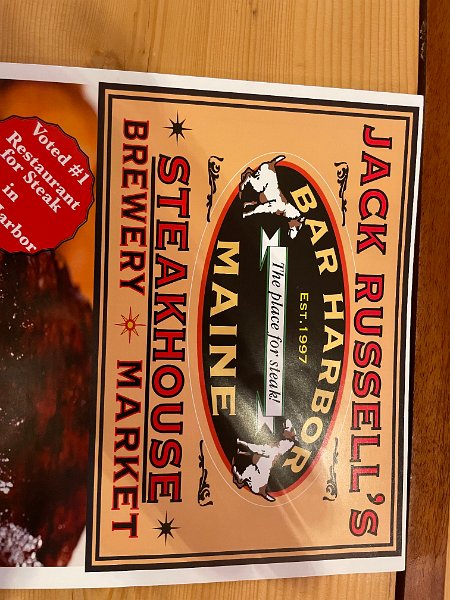 JACK RUSSELL'S
BAR HARBOR
EST. 1997
The place for steak!
MAINE
STEAKHOUSE
BREWERY MARKET
Voted #1
Restaurant
for Steak
in